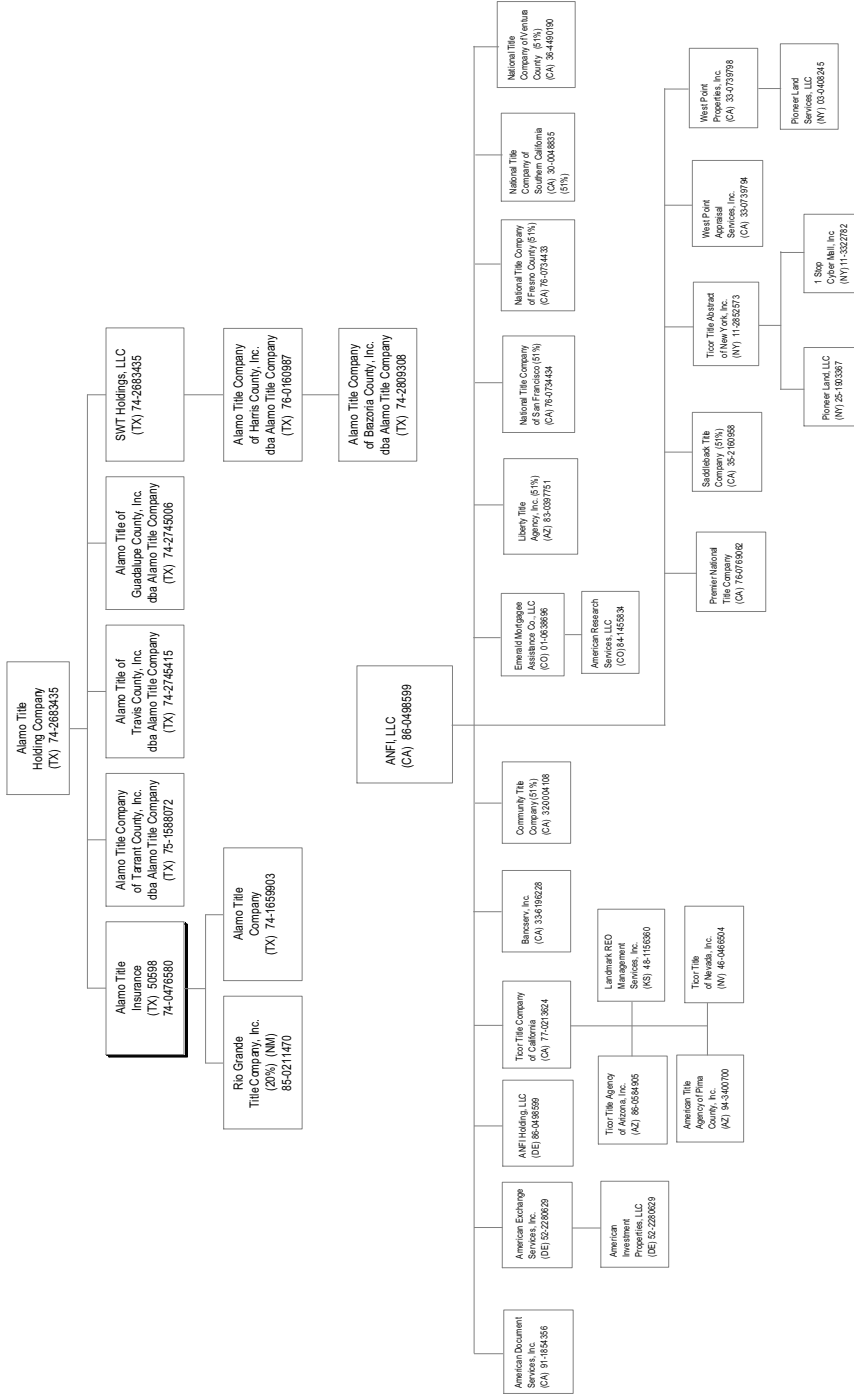 Alamo Title
Holding Company
(TX) 74-2683435
Alamo Title
Insurance
(TX) 50598
74-0476580
Alamo Title Company
of Tarrant County, Inc.
dba Alamo Title Company
(TX) 75-1588072
Alamo Title of
Travis County, Inc.
dba Alamo Title Company
(TX) 74-2745415
Alamo Title of
Guadalupe County, Inc.
dba Alamo Title Company
(TX) 74-2745006
SWT Holdings, LLC
(TX) 74-2683435
Rio Grande
Title Company, Inc.
(20%) (NM)
85-0211470
Alamo Title
Company
(TX) 74-1659903
Alamo Title Company
of Harris County, Inc.
dba Alamo Title Company
(TX) 76-0160987
Alamo Title Company
of Brazoria County, Inc.
dba Alamo Title Company
(TX) 74-2809308
ANFI, LLC
(CA) 86-0498599
American Document
Services, Inc.
(CA) 91-1854356
American Exchange
Services, Inc.
(DE) 52-2280629
ANFI Holding, LLC
(DE) 86-0498599
Ticor Title Company
of California
(CA) 77-0213624
Bancserv, Inc.
(CA) 33-6196228
Community Title
Company (51%)
(CA) 32-0004108
Emerald Mortgagee
Assistance Co., LLC
(CO) 01-0638696
Liberty Title
Agency, Inc. (51%)
(AZ) 83-0397751
National Title Company
of San Francisco (51%)
(CA) 76-0734434
National Title Company
of Fresno County (51%)
(CA) 76-0734433
National Title
Company of
Southern California
(CA) 30-0048835
(51%)
National Title
Company of Ventura
County (51%)
(CA) 36-4490190
American
Investment
Properties, LLC
(DE) 52-2280629
Ticor Title Agency
of Arizona, Inc.
(AZ) 86-0584905
Landmark REO
Management
Services, Inc.
(KS) 48-1156360
American Title
Agency of Pima
County, Inc.
(AZ) 94-3400700
Ticor Title
of Nevada, Inc.
(NV) 46-0466504
American Research
Services, LLC
(CO) 84-1455834
Premier National
Title Company
(CA) 76-0769062
Saddleback Title
Company (51%)
(CA) 35-2160958
Ticor Title Abstract
of New York, Inc.
(NY) 11-2852573
West Point
Appraisal
Services, Inc.
(CA) 33-0739794
West Point
Properties, Inc.
(CA) 33-0739798
Pioneer Land, LLC
(NY) 25-1903367
1 Stop
Cyber Mall, Inc
(NY) 11-3322782
Pioneer Land
Services, LLC
(NY) 03-0408245